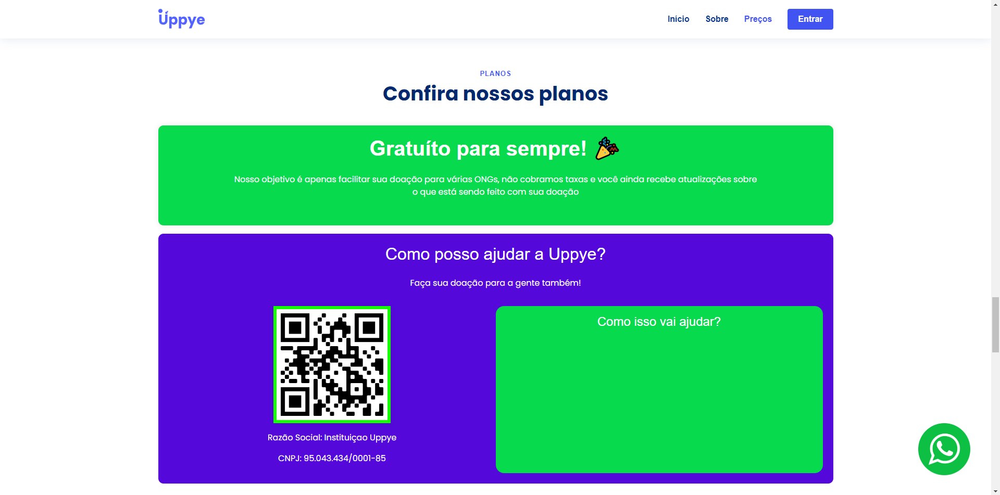 Uppye
Início Sobre Preços Entrar
PLANOS
Confira nossos planos
Gratuíto para sempre!
Nosso objetivo é apenas facilitar sua doação para várias ONGs, não cobramos taxas e você ainda recebe atualizações sobre
o que está sendo feito com sua doação
Como posso ajudar a Uppye?
Faça sua doação para a gente também!
Como isso vai ajudar?
Razão Social: Instituiçao Uppye
CNPJ: 95.043.434/0001-85